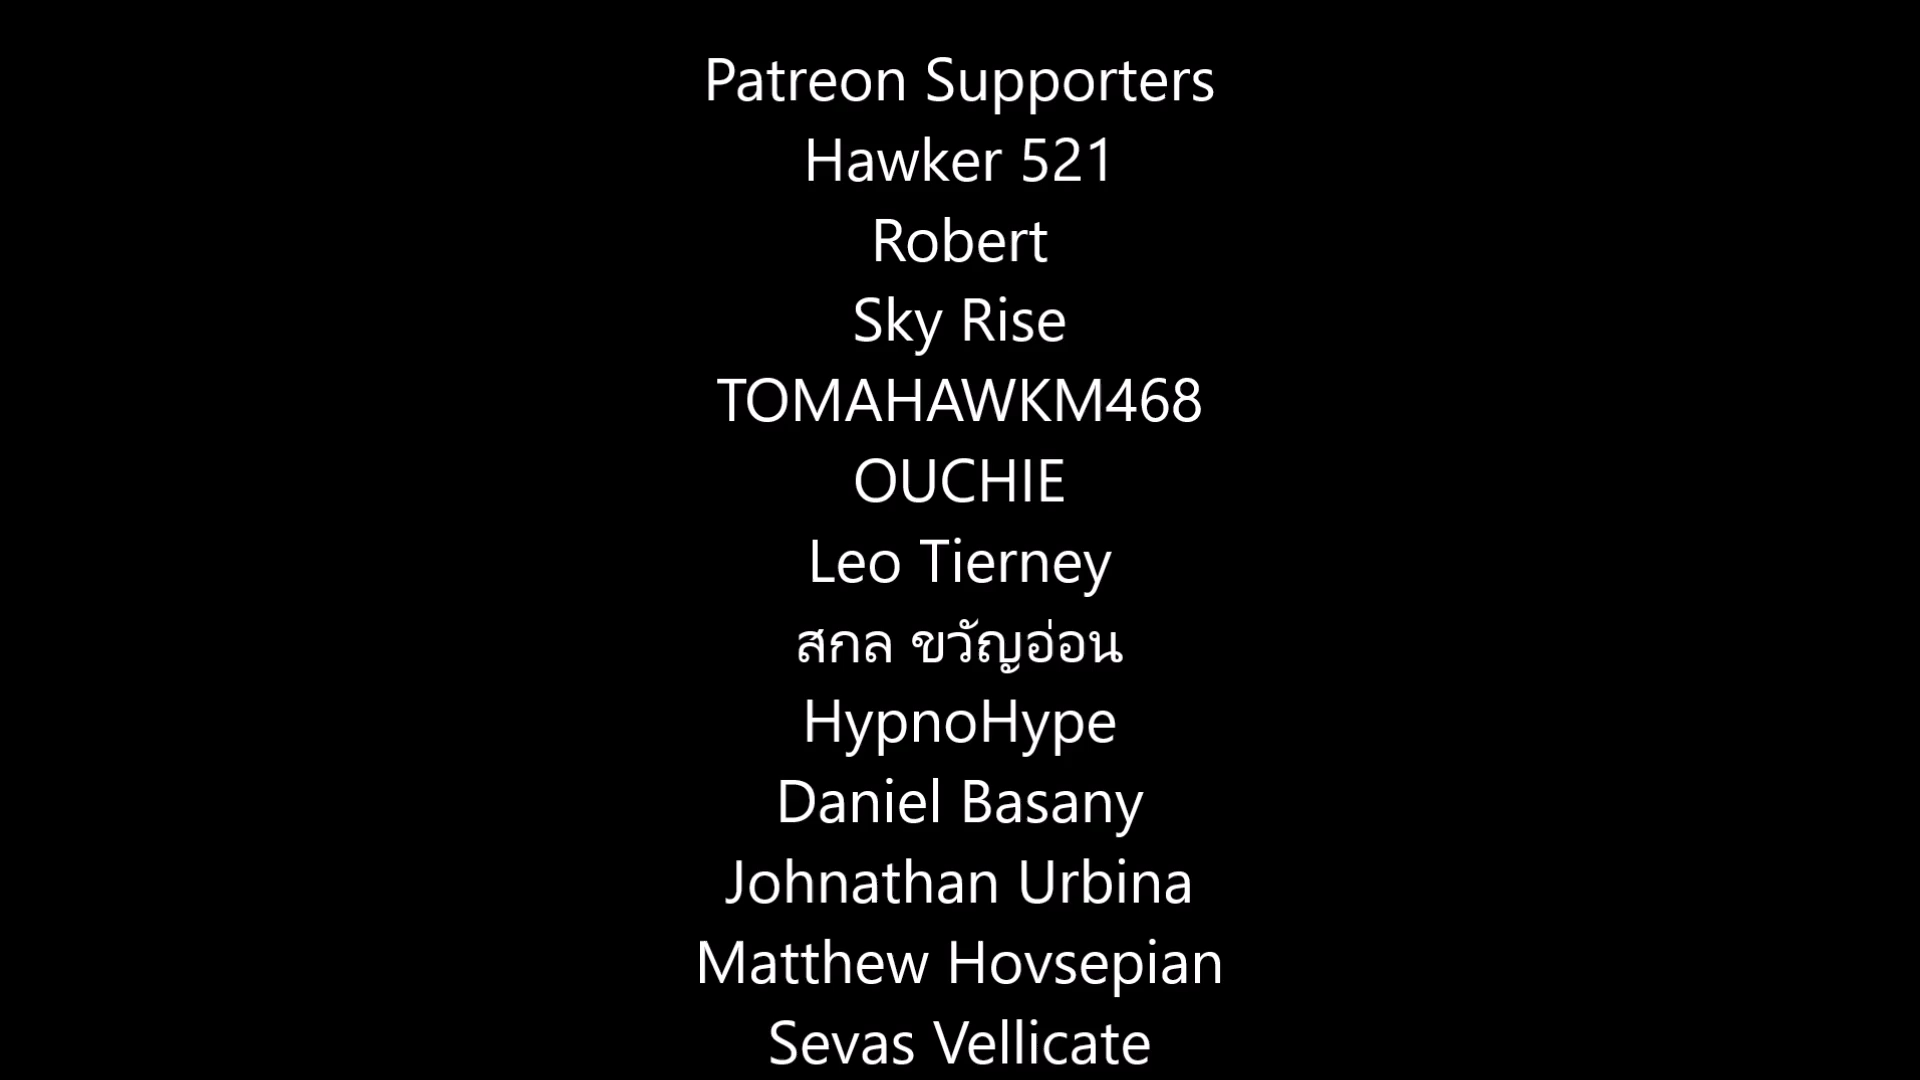 Patreon Supporters
Hawker 521
Robert
Sky Rise
TOMAHAWKM468
OUCHIE
Leo Tierney
สกล ขวัญอ่อน
HypnoHype
Daniel Basany
Johnathan Urbina
Matthew Hovsepian
Sevas Vellicate